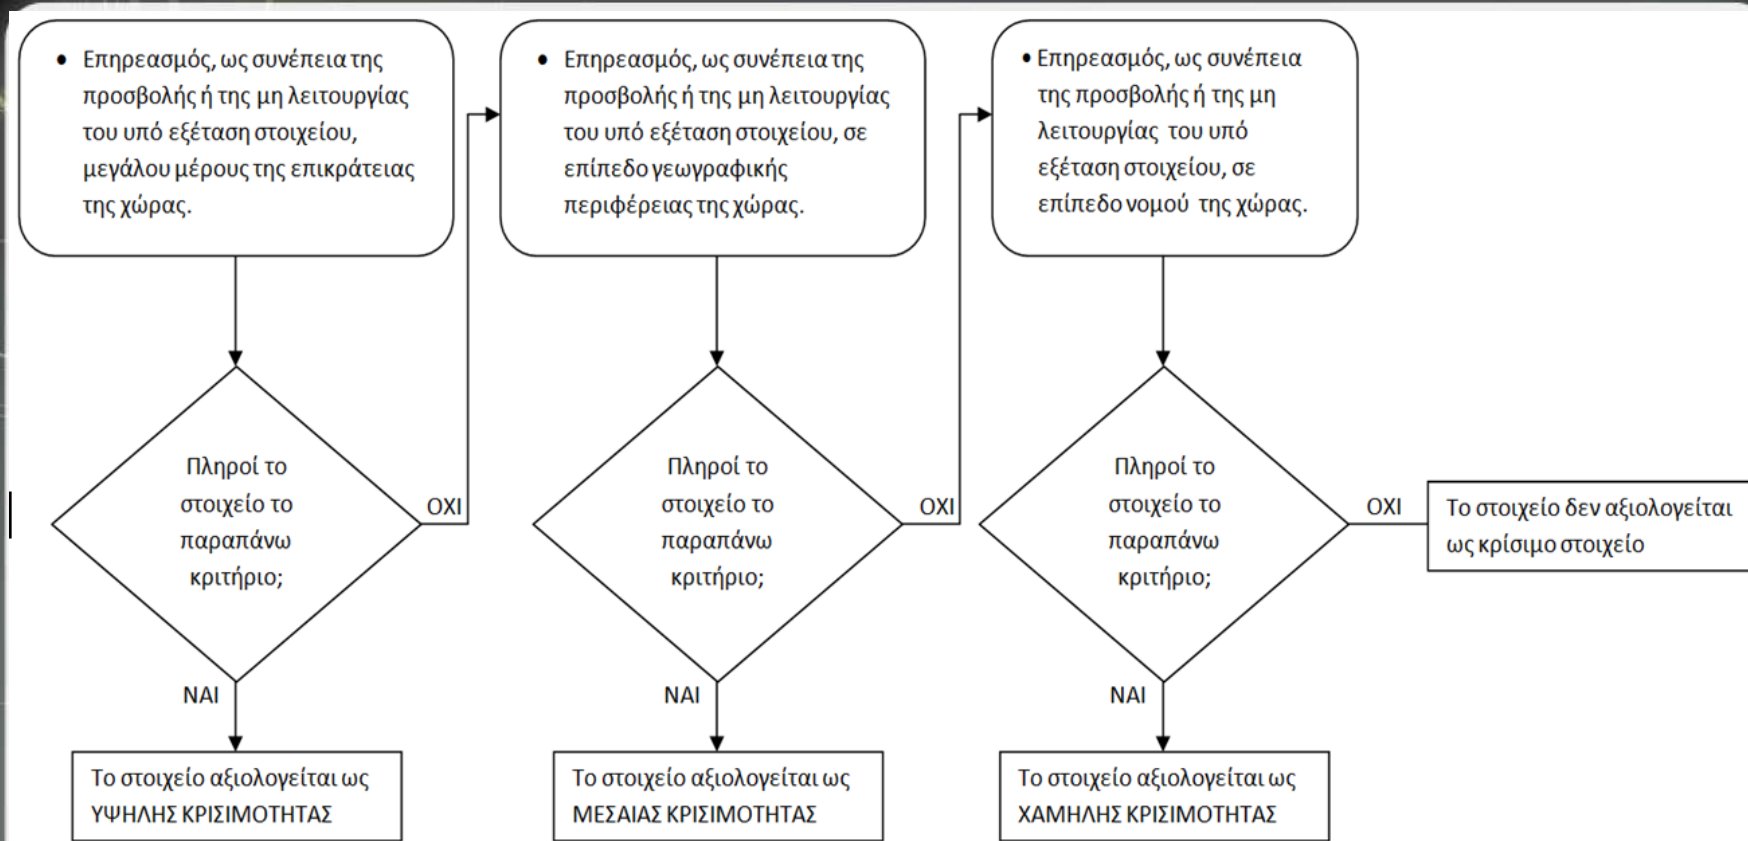 • Επηρεασμός, ως συνέπεια της
προσβολής ή της μη λειτουργίας
του υπό εξέταση στοιχείου,
μεγάλου μέρους της επικράτειας
της χώρας.
• Επηρεασμός, ως συνέπεια της
προσβολής ή της μη λειτουργίας
του υπό εξέταση στοιχείου, σε
επίπεδο γεωγραφικής
περιφέρειας της χώρας.
• Επηρεασμός, ως συνέπεια
της προσβολής ή της μη
λειτουργίας του υπό
εξέταση στοιχείου, σε
επίπεδο νομού της χώρας.
Πληροί το
στοιχείο το
παραπάνω
κριτήριο;
ΟΧΙ
Πληροί το
στοιχείο το
παραπάνω
κριτήριο;
ΟΧΙ
Πληροί το
στοιχείο το
παραπάνω
κριτήριο;
ΟΧΙ
Το στοιχείο δεν αξιολογείται
ως κρίσιμο στοιχείο
ΝΑΙ
ΝΑΙ
ΝΑΙ
Το στοιχείο αξιολογείται ως
ΥΨΗΛΗΣ ΚΡΙΣΙΜΟΤΗΤΑΣ
Το στοιχείο αξιολογείται ως
ΜΕΣΑΙΑΣ ΚΡΙΣΙΜΟΤΗΤΑΣ
Το στοιχείο αξιολογείται ως
ΧΑΜΗΛΗΣ ΚΡΙΣΙΜΟΤΗΤΑΣ